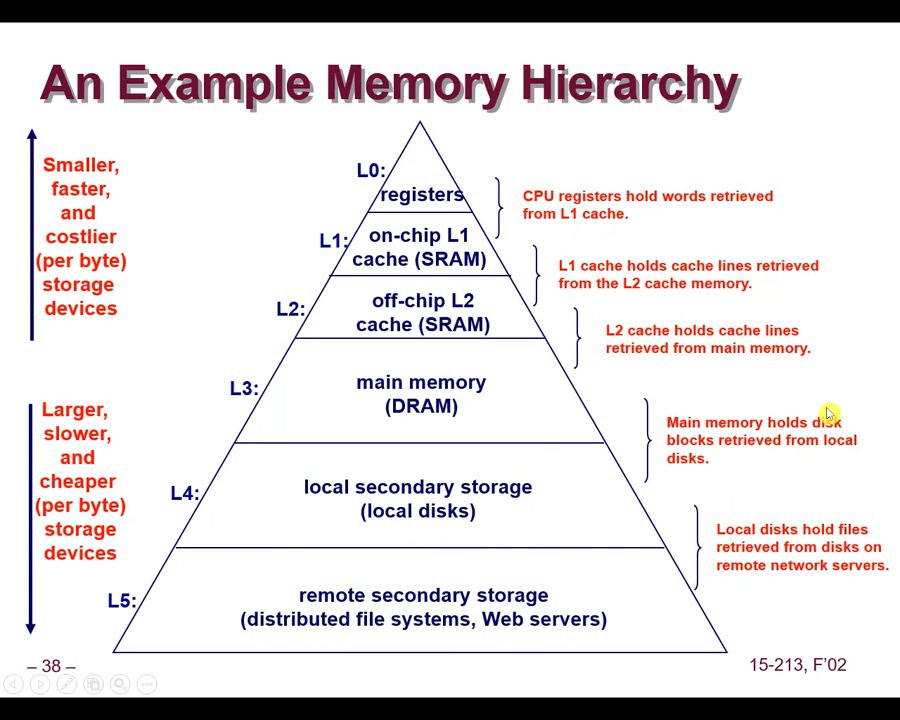 An Example Memory Hierarchy
Smaller,
faster,
and
costlier
(per byte)
storage
devices
Larger,
slower,
and
cheaper
(per byte)
storage
devices
L0:
registers
CPU registers hold words retrieved
from L1 cache.
L1:
on-chip L1
cache (SRAM)
L1 cache holds cache lines retrieved
from the L2 cache memory.
L2:
off-chip L2
cache (SRAM)
L2 cache holds cache lines
retrieved from main memory.
L3:
main memory
(DRAM)
Main memory holds disk
blocks retrieved from local
disks.
L4:
local secondary storage
(local disks)
Local disks hold files
retrieved from disks on
remote network servers.
L5:
remote secondary storage
(distributed file systems, Web servers)
– 38 –
15-213, F’02